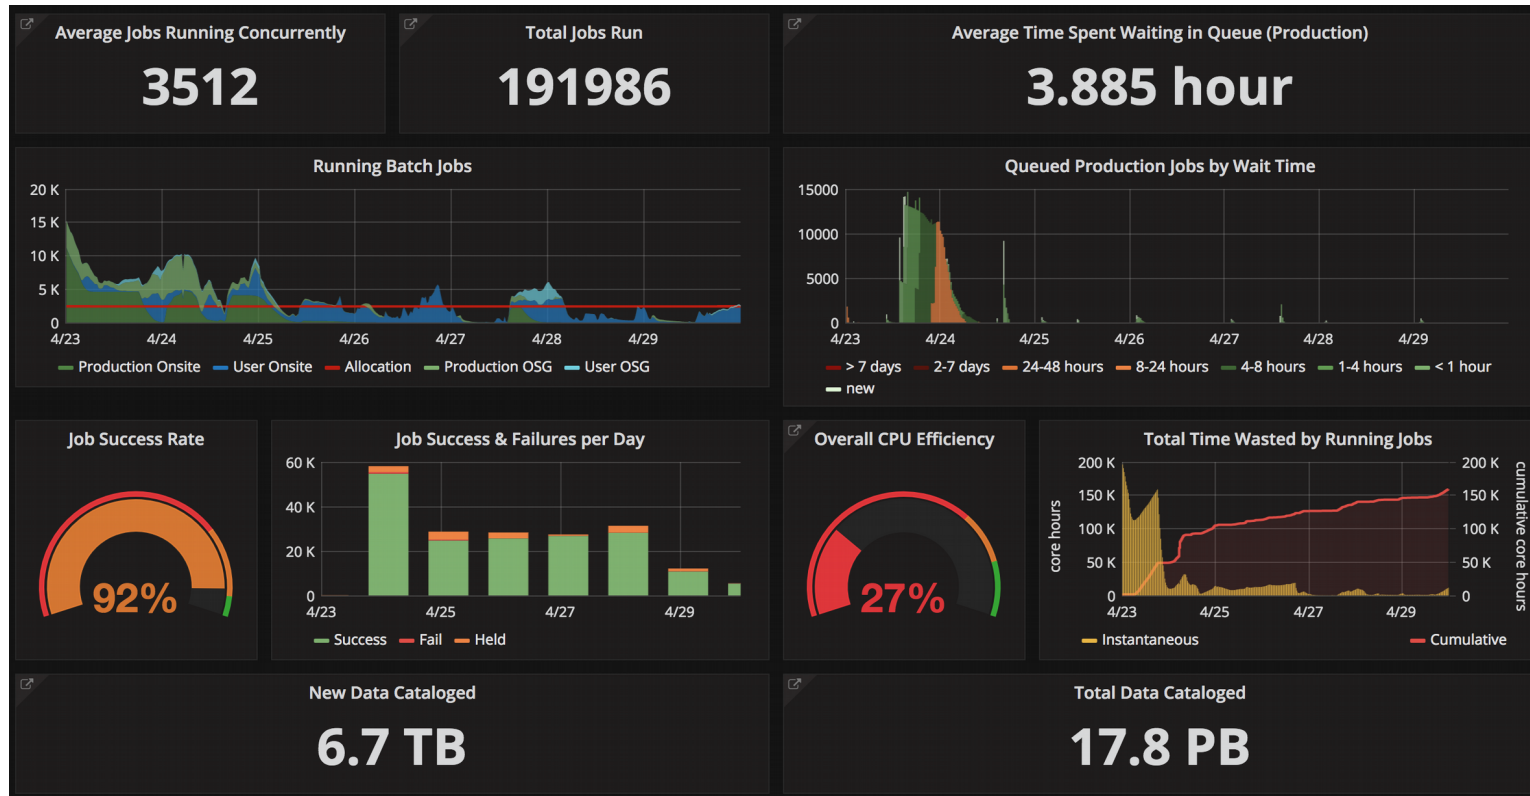 Average Jobs Running Concurrently
3512
Total Jobs Run
191986
Average Time Spent Waiting in Queue (Production)
3.885 hour
Running Batch Jobs
20 K
15 K
10 K
5 K
0
4/23 4/24 4/25 4/26 4/27 4/28 4/29
Production Onsite User Onsite Allocation Production OSG User OSG
Queued Production Jobs by Wait Time
15000
10000
5000
0
4/23 4/24 4/25 4/26 4/27 4/28 4/29
> 7 days 2-7 days 24-48 hours 8-24 hours 4-8 hours 1-4 hours < 1 hour
new
Job Success Rate
92%
Job Success & Failures per Day
60 K
40 K
20 K
0
4/23 4/25 4/27 4/29
Success Fail Held
Overall CPU Efficiency
27%
Total Time Wasted by Running Jobs
core hours
200 K
150 K
100 K
50 K
0
4/23 4/25 4/27 4/29
200 K
150 K
100 K
50 K
0
cumulative core hours
Instantaneous Cumulative
New Data Cataloged
6.7 TB
Total Data Cataloged
17.8 PB